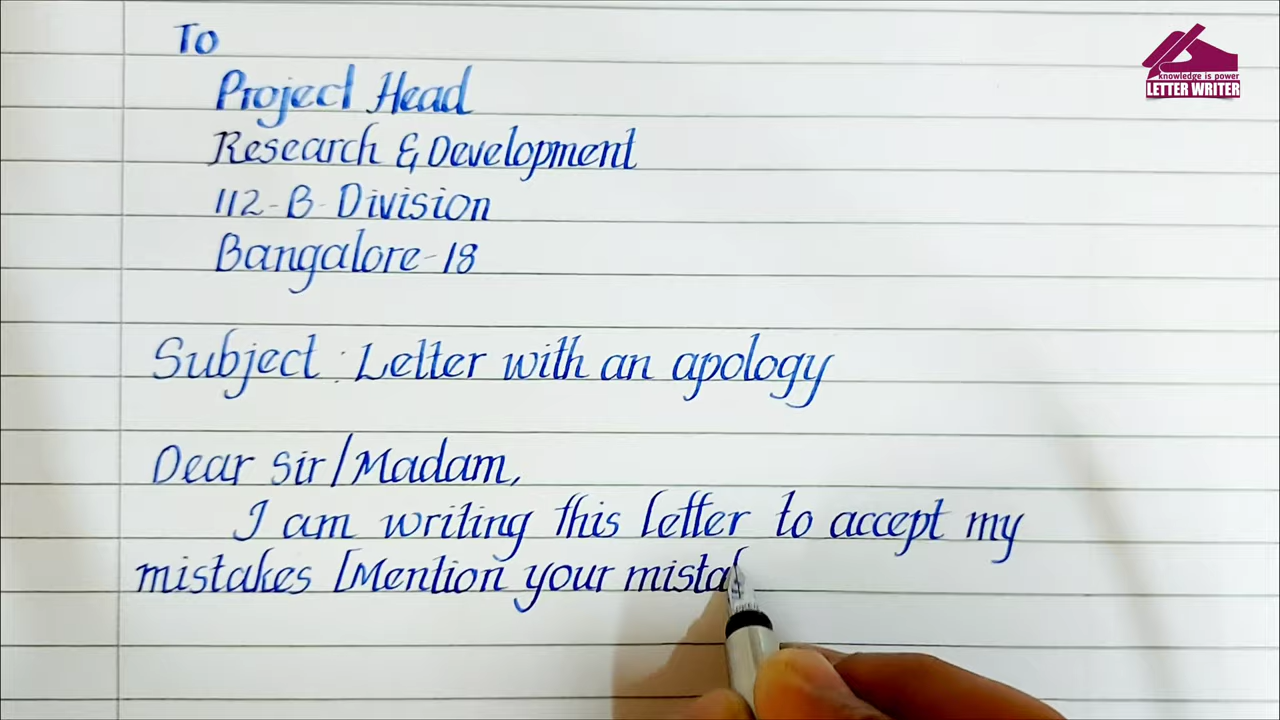 To
Project Head
Research & Development
112-B-Division
Bangalore-18
Subject : Letter with an apology
Dear Sir/Madam,
I am writing this letter to accept my
mistakes [Mention your mista
knowledge is power
LETTER WRITER